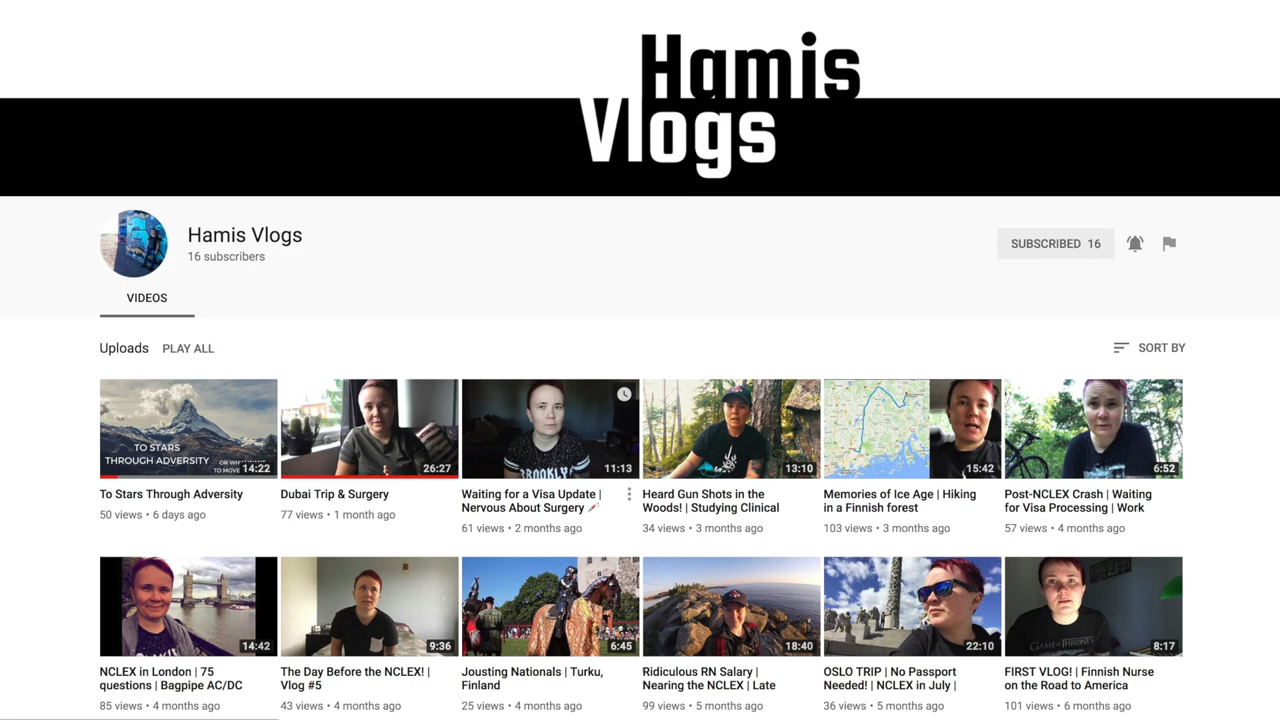 Hamis
Vlogs
Hamis Vlogs
16 subscribers
SUBSCRIBED 16
VIDEOS
Uploads PLAY ALL
SORT BY
TO STARS
THROUGH ADVERSITY
TO MOVE
14:22
26:27
BROOKLYN
11:13
13:10
15:42
6:52
To Stars Through Adversity
50 views • 6 days ago
Dubai Trip & Surgery
77 views • 1 month ago
Waiting for a Visa Update |
Nervous About Surgery 💉
61 views • 2 months ago
Heard Gun Shots in the
Woods! | Studying Clinical
34 views • 3 months ago
Memories of Ice Age | Hiking
in a Finnish forest
103 views • 3 months ago
Post-NCLEX Crash | Waiting
for Visa Processing | Work
57 views • 4 months ago
14:42
9:36
6:45
18:40
22:10
GAME OF THRONES
8:17
NCLEX in London | 75
questions | Bagpipe AC/DC
85 views • 4 months ago
The Day Before the NCLEX! |
Vlog #5
43 views • 4 months ago
Jousting Nationals | Turku,
Finland
25 views • 4 months ago
Ridiculous RN Salary |
Nearing the NCLEX | Late
99 views • 5 months ago
OSLO TRIP | No Passport
Needed! | NCLEX in July |
36 views • 5 months ago
FIRST VLOG! | Finnish Nurse
on the Road to America
101 views • 6 months ago